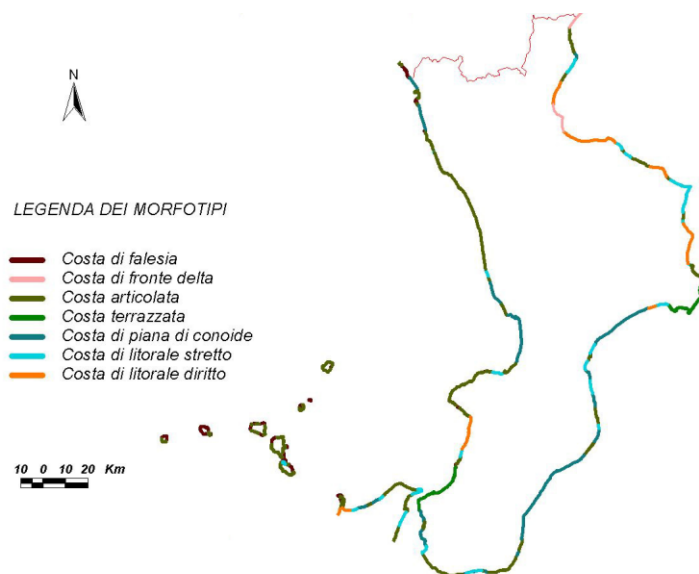 N
LEGENDA DEI MORFOTIPI
Costa di falesia
Costa di fronte delta
Costa articolata
Costa terrazzata
Costa di piana di conoide
Costa di litorale stretto
Costa di litorale diritto
10 0 10 20 Km